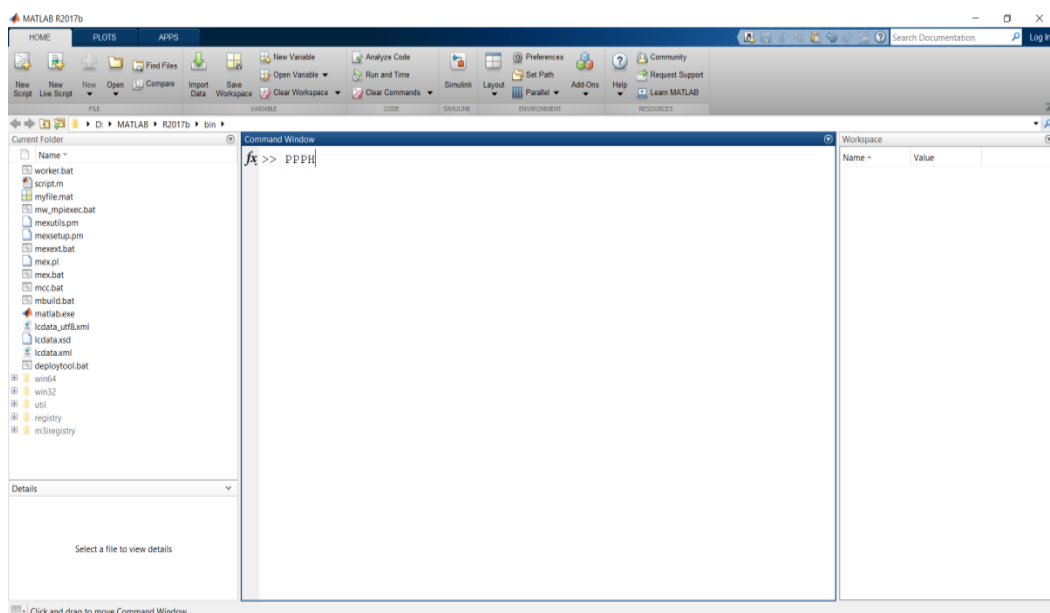 MATLAB R2017b
HOME PLOTS APPS
Search Documentation
Log In
New Script
New Live Script
New
Open
Find Files
Compare
Import Data
Save Workspace
New Variable
Open Variable
Clear Workspace
Analyze Code
Run and Time
Clear Commands
Simulink
Layout
Preferences
Set Path
Parallel
Add-Ons
Help
Community
Request Support
Learn MATLAB
FILE VARIABLE CODE SIMULINK ENVIRONMENT RESOURCES
D: MATLAB R2017b bin
Current Folder
Name
worker.bat
script.m
myfile.mat
mw_mpiexec.bat
mexutils.pm
mexsetup.pm
mexext.bat
mex.pl
mex.bat
mcc.bat
mbuild.bat
matlab.exe
lcdata_utf8.xml
lcdata.xsd
lcdata.xml
deploytool.bat
win64
win32
util
registry
m3iregistry
Details
Select a file to view details
Command Window
fx >> PPPH
Workspace
Name Value
Click and drag to move Command Window